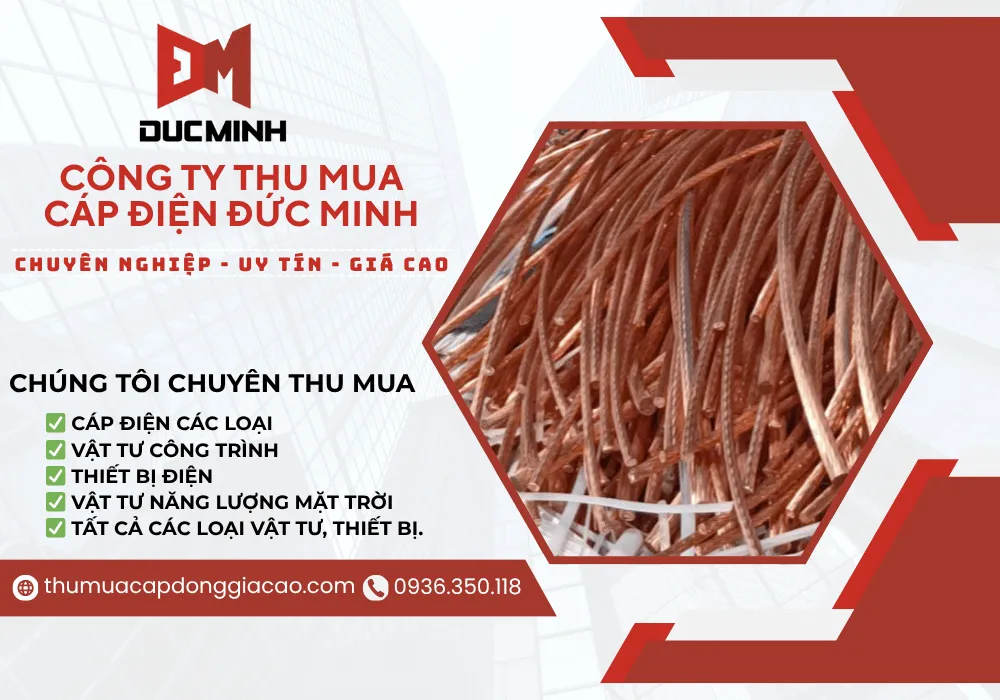 DUCMINH
CÔNG TY THU MUA
CÁP ĐIỆN ĐỨC MINH
CHUYÊN NGHIỆP - UY TÍN - GIÁ CAO
CHÚNG TÔI CHUYÊN THU MUA
✅ CÁP ĐIỆN CÁC LOẠI
✅ VẬT TƯ CÔNG TRÌNH
✅ THIẾT BỊ ĐIỆN
✅ VẬT TƯ NĂNG LƯỢNG MẶT TRỜI
✅ TẤT CẢ CÁC LOẠI VẬT TƯ, THIẾT BỊ.
thumuacapdonggiacao.com 0936.350.118